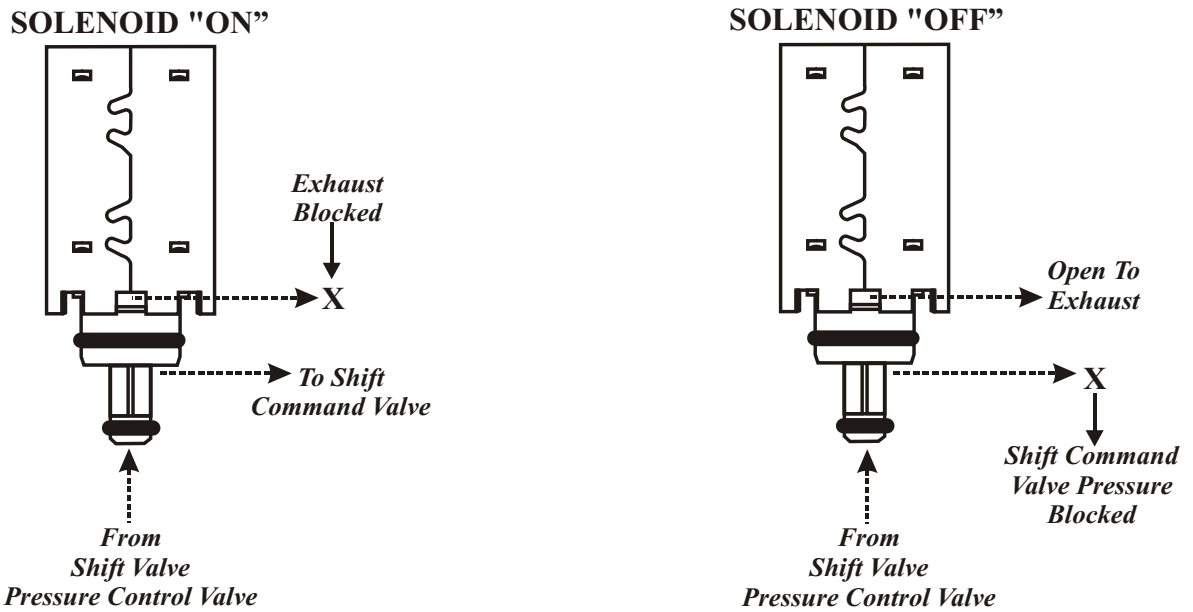 SOLENOID "ON”
Exhaust
Blocked
X
To Shift
Command Valve
From
Shift Valve
Pressure Control Valve
SOLENOID "OFF”
Open To
Exhaust
X
Shift Command
Valve Pressure
Blocked
From
Shift Valve
Pressure Control Valve